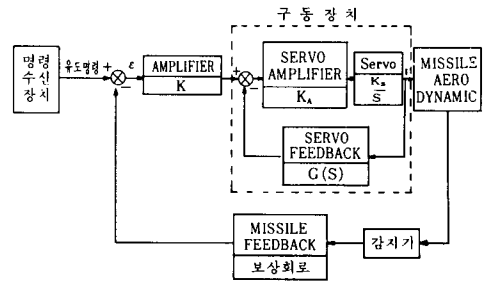 구 동 장 치
명령
수신
장치
유도명령 + ε
−
AMPLIFIER
K
+
−
SERVO
AMPLIFIER
K_A
Servo
K_s
S
MISSILE
AERO
DYNAMIC
SERVO
FEEDBACK
G(S)
MISSILE
FEEDBACK
보상회로
감지기